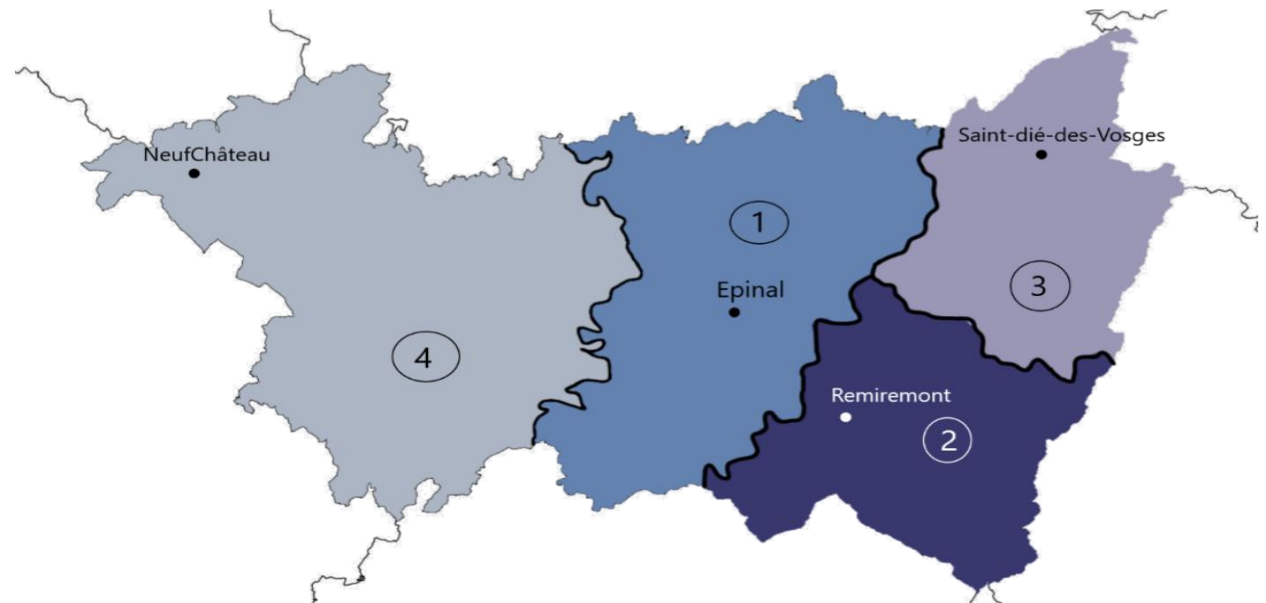 Saint-dié-des-Vosges
NeufChâteau
1
3
Epinal
4
Remiremont
2